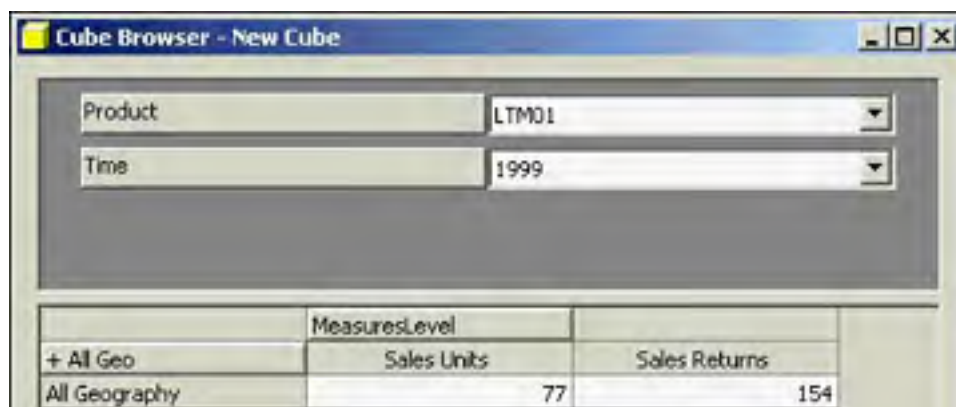 Cube Browser - New Cube
Product LTM01
Time 1999
MeasuresLevel
+ All Geo Sales Units Sales Returns
All Geography 77 154